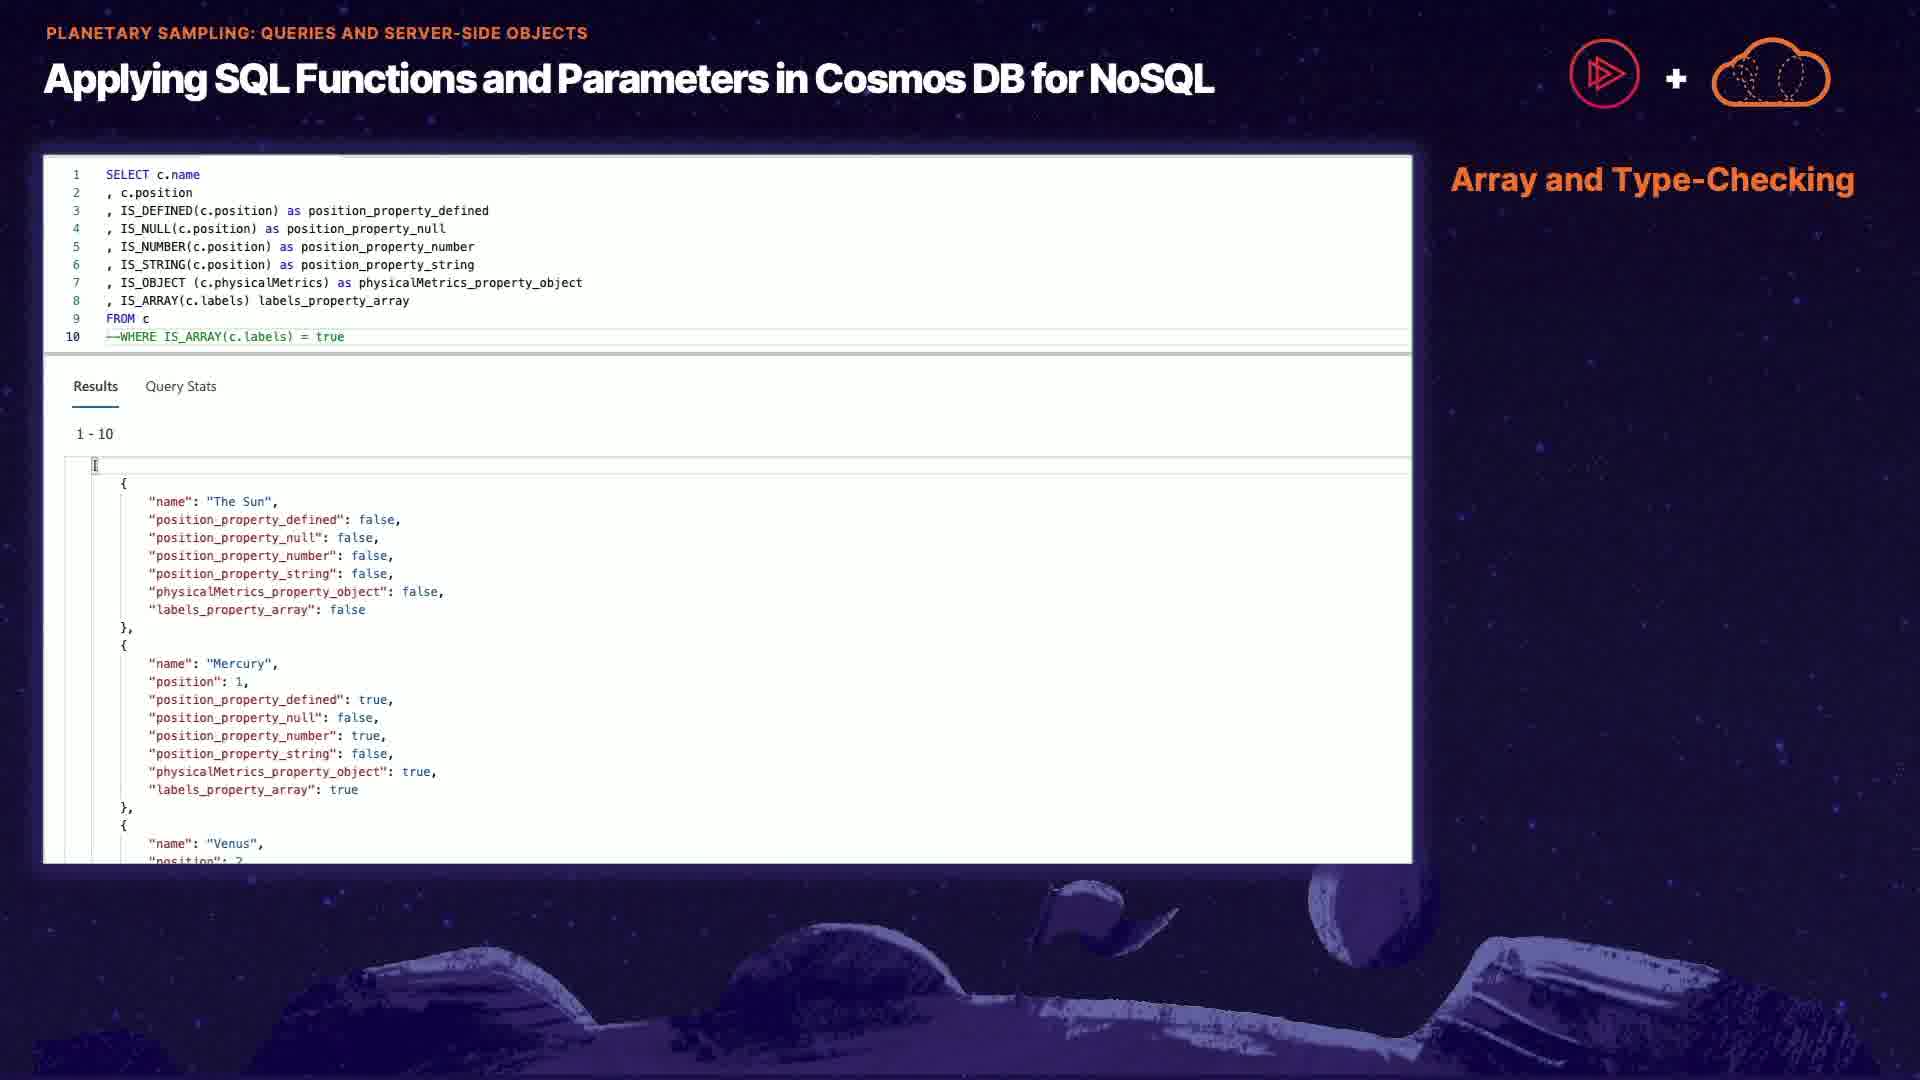 PLANETARY SAMPLING: QUERIES AND SERVER-SIDE OBJECTS
Applying SQL Functions and Parameters in Cosmos DB for NoSQL
+
Array and Type-Checking
1 SELECT c.name
2 , c.position
3 , IS_DEFINED(c.position) as position_property_defined
4 , IS_NULL(c.position) as position_property_null
5 , IS_NUMBER(c.position) as position_property_number
6 , IS_STRING(c.position) as position_property_string
7 , IS_OBJECT (c.physicalMetrics) as physicalMetrics_property_object
8 , IS_ARRAY(c.labels) labels_property_array
9 FROM c
10 --WHERE IS_ARRAY(c.labels) = true
Results Query Stats
1 - 10
[
{
"name": "The Sun",
"position_property_defined": false,
"position_property_null": false,
"position_property_number": false,
"position_property_string": false,
"physicalMetrics_property_object": false,
"labels_property_array": false
},
{
"name": "Mercury",
"position": 1,
"position_property_defined": true,
"position_property_null": false,
"position_property_number": true,
"position_property_string": false,
"physicalMetrics_property_object": true,
"labels_property_array": true
},
{
"name": "Venus",
"position": 2